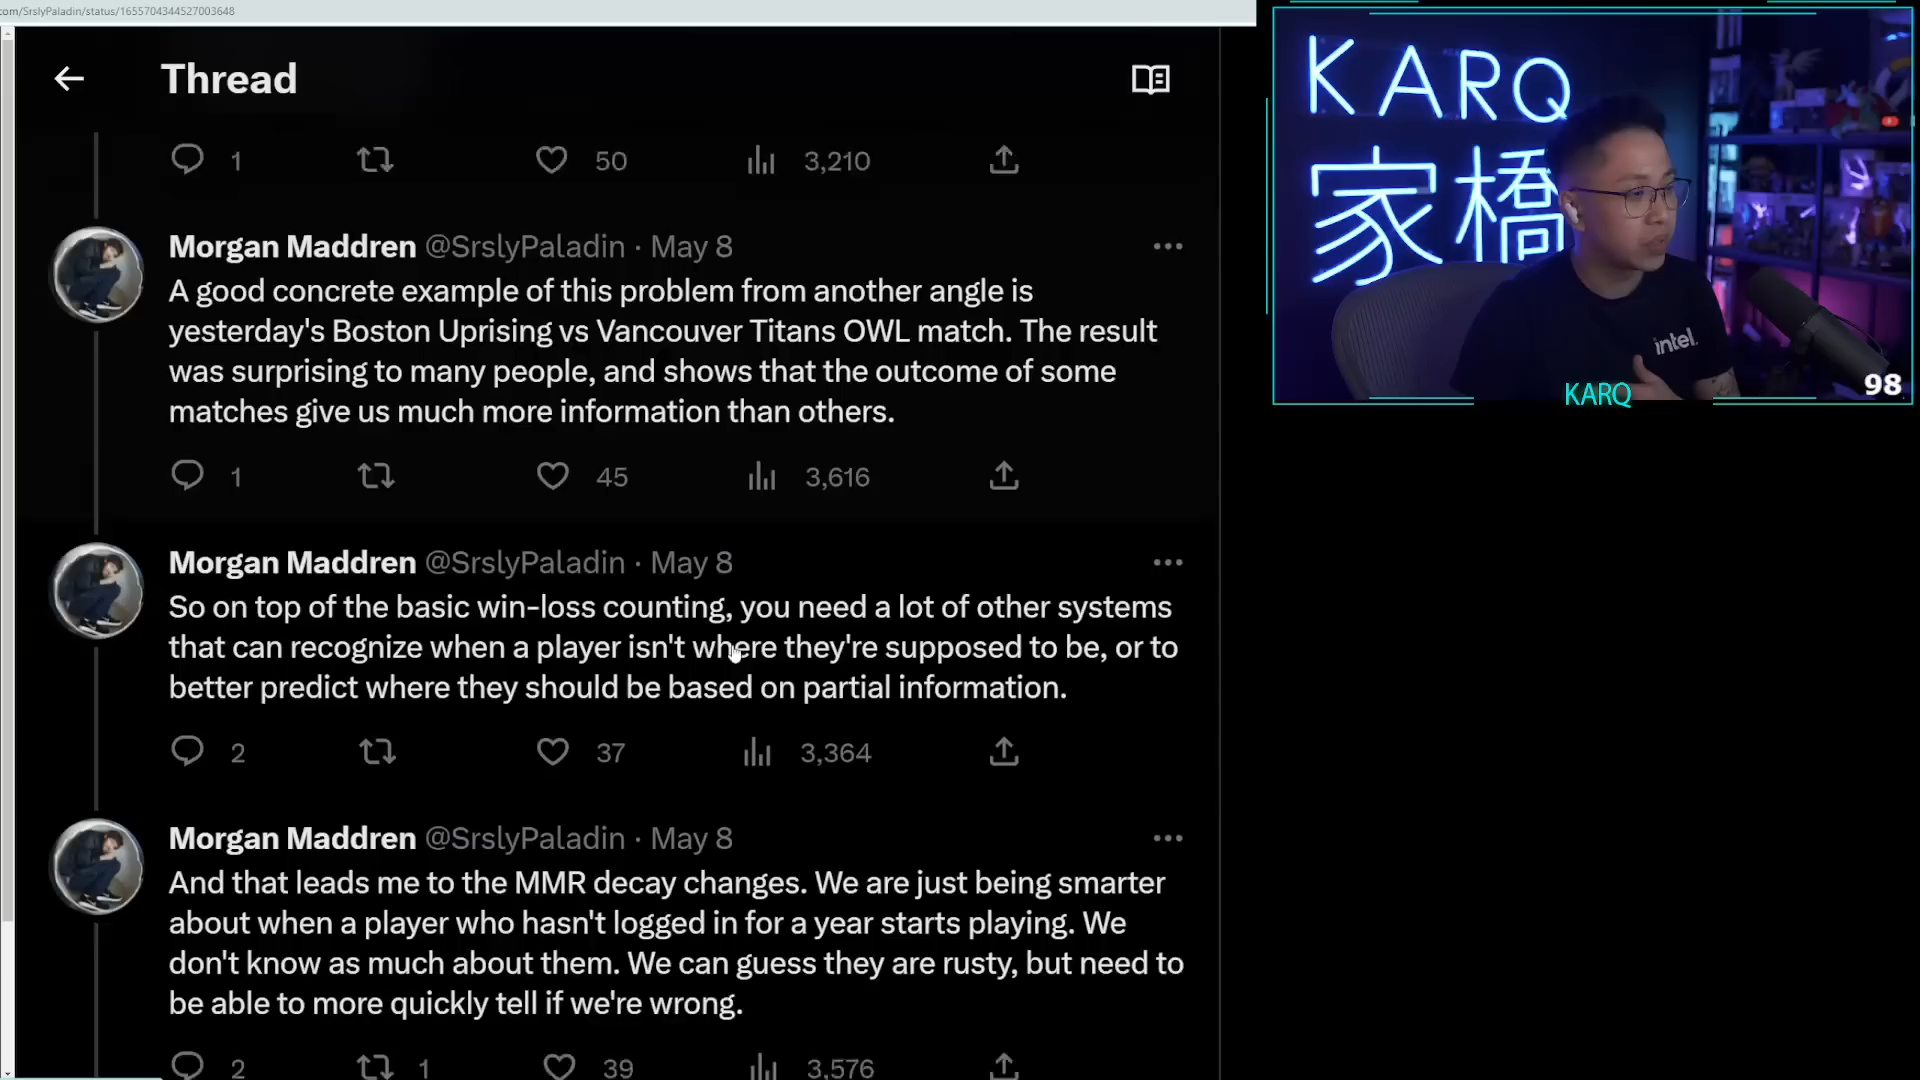 com/SrslyPaladin/status/1655704344527003648
Thread
1 50 3,210
Morgan Maddren @SrslyPaladin · May 8
A good concrete example of this problem from another angle is
yesterday's Boston Uprising vs Vancouver Titans OWL match. The result
was surprising to many people, and shows that the outcome of some
matches give us much more information than others.
1 45 3,616
Morgan Maddren @SrslyPaladin · May 8
So on top of the basic win-loss counting, you need a lot of other systems
that can recognize when a player isn't where they're supposed to be, or to
better predict where they should be based on partial information.
2 37 3,364
Morgan Maddren @SrslyPaladin · May 8
And that leads me to the MMR decay changes. We are just being smarter
about when a player who hasn't logged in for a year starts playing. We
don't know as much about them. We can guess they are rusty, but need to
be able to more quickly tell if we're wrong.
2 1 39 3,576
KARQ
家橋
intel.
KARQ
98